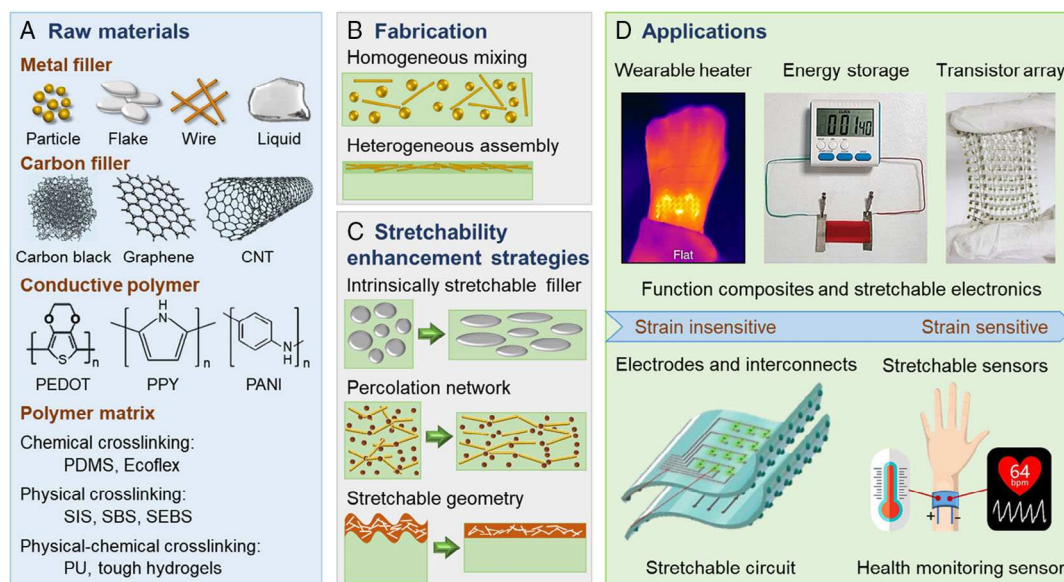 A Raw materials
Metal filler
Particle Flake Wire Liquid
Carbon filler
Carbon black Graphene CNT
Conductive polymer
O O
S
n
PEDOT
H
N
n
PPY
N
H
n
PANI
Polymer matrix
Chemical crosslinking:
PDMS, Ecoflex
Physical crosslinking:
SIS, SBS, SEBS
Physical-chemical crosslinking:
PU, tough hydrogels
B Fabrication
Homogeneous mixing
Heterogeneous assembly
C Stretchability
enhancement strategies
Intrinsically stretchable filler
Percolation network
Stretchable geometry
D Applications
Wearable heater Energy storage Transistor array
Flat
00140
Function composites and stretchable electronics
Strain insensitive Strain sensitive
Electrodes and interconnects Stretchable sensors
64
bpm
+ -
Stretchable circuit Health monitoring sensor